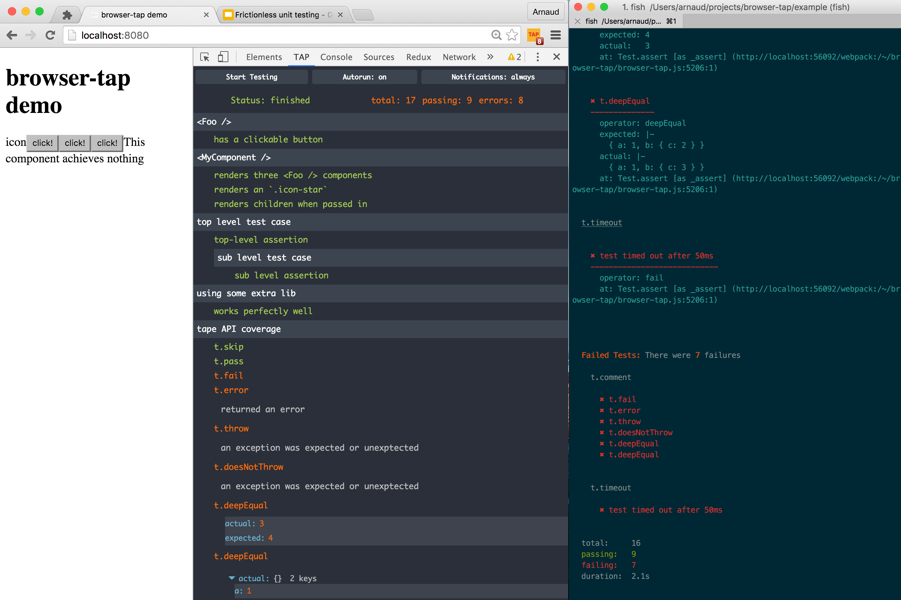 browser-tap demo
Frictionless unit testing - G
Arnaud
localhost:8080
TAP
8
browser-tap
demo
icon click! click! click! This
component achieves nothing
Elements TAP Console Sources Redux Network » 2
Start Testing Autorun: on Notifications: always
Status: finished total: 17 passing: 9 errors: 8
<Foo />
has a clickable button
<MyComponent />
renders three <Foo /> components
renders an `.icon-star`
renders children when passed in
top level test case
top-level assertion
sub level test case
sub level assertion
using some extra lib
works perfectly well
tape API coverage
t.skip
t.pass
t.fail
t.error
returned an error
t.throw
an exception was expected or unexptected
t.doesNotThrow
an exception was expected or unexptected
t.deepEqual
actual: 3
expected: 4
t.deepEqual
actual: {} 2 keys
a: 1
1. fish /Users/arnaud/projects/browser-tap/example (fish)
fish /Users/arnaud/p... ⌘1
expected: 4
actual: 3
at: Test.assert [as _assert] (http://localhost:56092/webpack:/~/bro
wser-tap/browser-tap.js:5206:1)
✖ t.deepEqual
--------------
operator: deepEqual
expected: |-
{ a: 1, b: { c: 2 } }
actual: |-
{ a: 1, b: { c: 3 } }
at: Test.assert [as _assert] (http://localhost:56092/webpack:/~/bro
wser-tap/browser-tap.js:5206:1)
t.timeout
✖ test timed out after 50ms
----------------------------
operator: fail
at: Test.assert [as _assert] (http://localhost:56092/webpack:/~/bro
wser-tap/browser-tap.js:5206:1)
Failed Tests: There were 7 failures
t.comment
✖ t.fail
✖ t.error
✖ t.throw
✖ t.doesNotThrow
✖ t.deepEqual
✖ t.deepEqual
t.timeout
✖ test timed out after 50ms
total: 16
passing: 9
failing: 7
duration: 2.1s